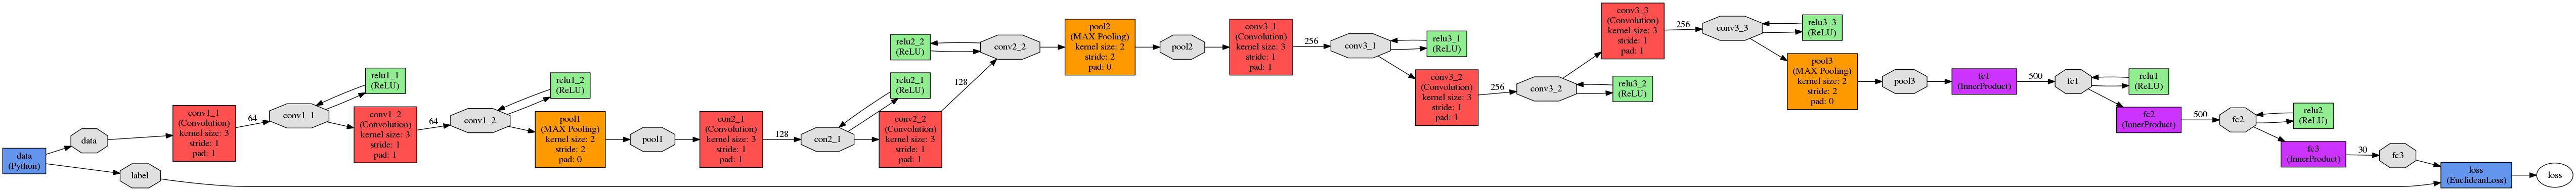 data
(Python)
data
label
conv1_1
(Convolution)
kernel size: 3
stride: 1
pad: 1
64
conv1_1
relu1_1
(ReLU)
conv1_2
(Convolution)
kernel size: 3
stride: 1
pad: 1
64
conv1_2
relu1_2
(ReLU)
pool1
(MAX Pooling)
kernel size: 2
stride: 2
pad: 0
pool1
con2_1
(Convolution)
kernel size: 3
stride: 1
pad: 1
128
con2_1
relu2_1
(ReLU)
conv2_2
(Convolution)
kernel size: 3
stride: 1
pad: 1
128
relu2_2
(ReLU)
conv2_2
pool2
(MAX Pooling)
kernel size: 2
stride: 2
pad: 0
pool2
conv3_1
(Convolution)
kernel size: 3
stride: 1
pad: 1
256
conv3_1
relu3_1
(ReLU)
conv3_2
(Convolution)
kernel size: 3
stride: 1
pad: 1
256
conv3_2
relu3_2
(ReLU)
conv3_3
(Convolution)
kernel size: 3
stride: 1
pad: 1
256
conv3_3
relu3_3
(ReLU)
pool3
(MAX Pooling)
kernel size: 2
stride: 2
pad: 0
pool3
fc1
(InnerProduct)
500
fc1
relu1
(ReLU)
fc2
(InnerProduct)
500
fc2
relu2
(ReLU)
fc3
(InnerProduct)
30
fc3
loss
(EuclideanLoss)
loss